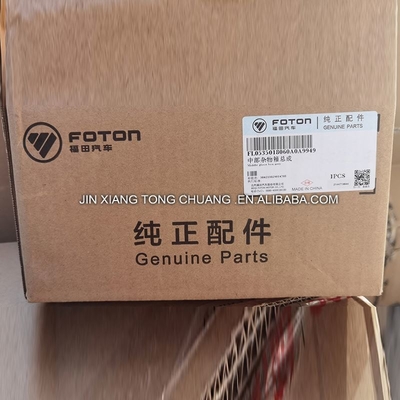 FOTON
福田汽车
FOTON
福田汽车
纯正配件
GENUINE PARTS
FL0535018060A0A9949
中部杂物箱总成
1PCS
MADE IN CHINA
JIN XIANG TONG CHUANG EN.ALIBABA.COM
纯正配件
Genuine Parts